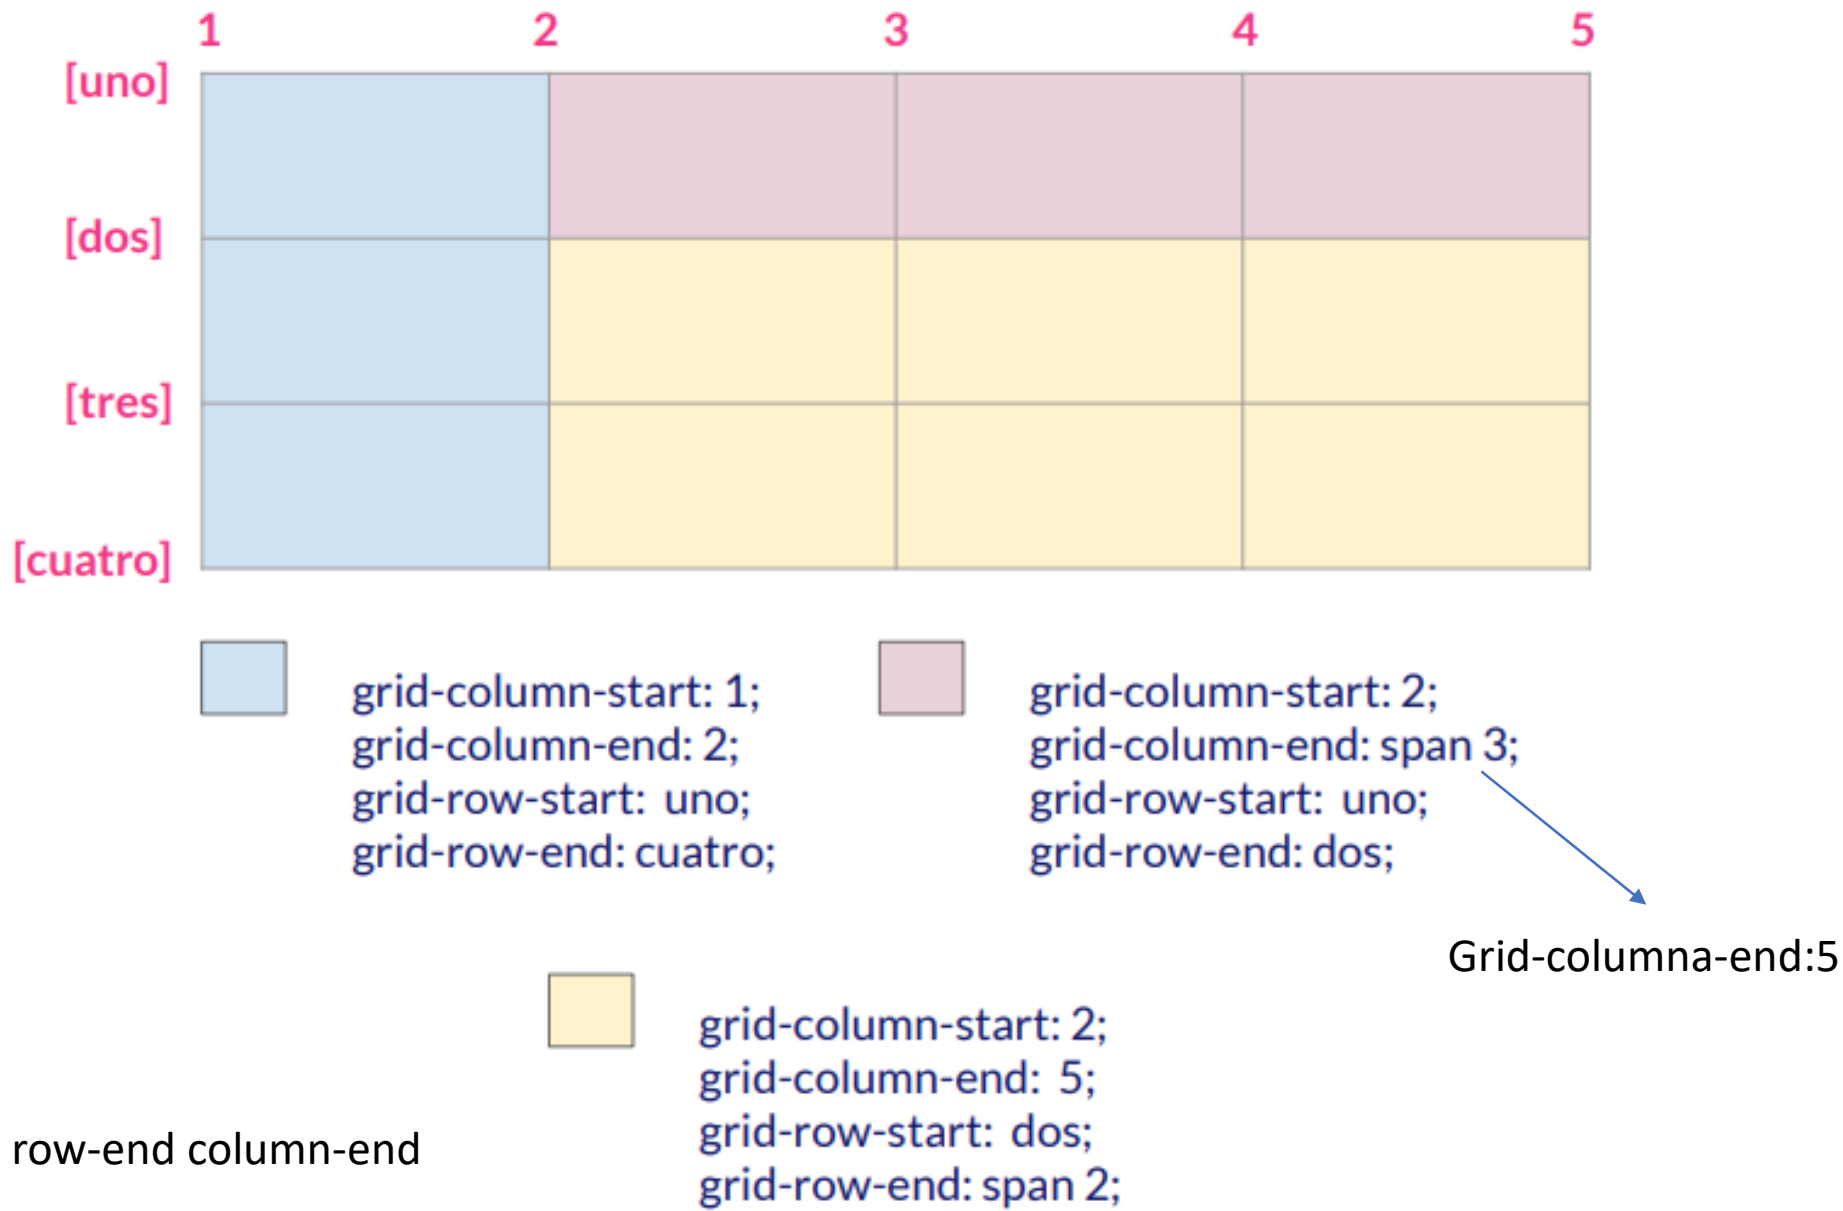 1 2 3 4 5
[uno]
[dos]
[tres]
[cuatro]
grid-column-start: 1;
grid-column-end: 2;
grid-row-start: uno;
grid-row-end: cuatro;
grid-column-start: 2;
grid-column-end: span 3;
grid-row-start: uno;
grid-row-end: dos;
Grid-columna-end:5
grid-column-start: 2;
grid-column-end: 5;
grid-row-start: dos;
grid-row-end: span 2;
row-end column-end